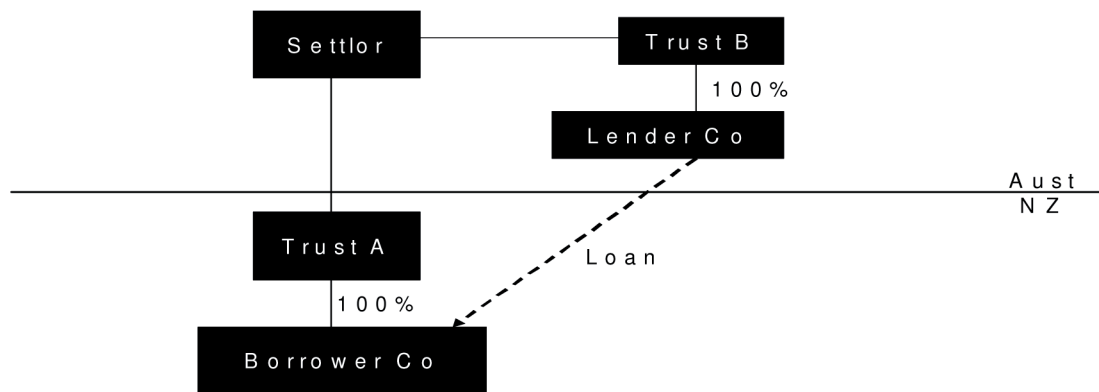 Settlor
Trust B
100%
Lender Co
Aust
NZ
Trust A
Loan
100%
Borrower Co